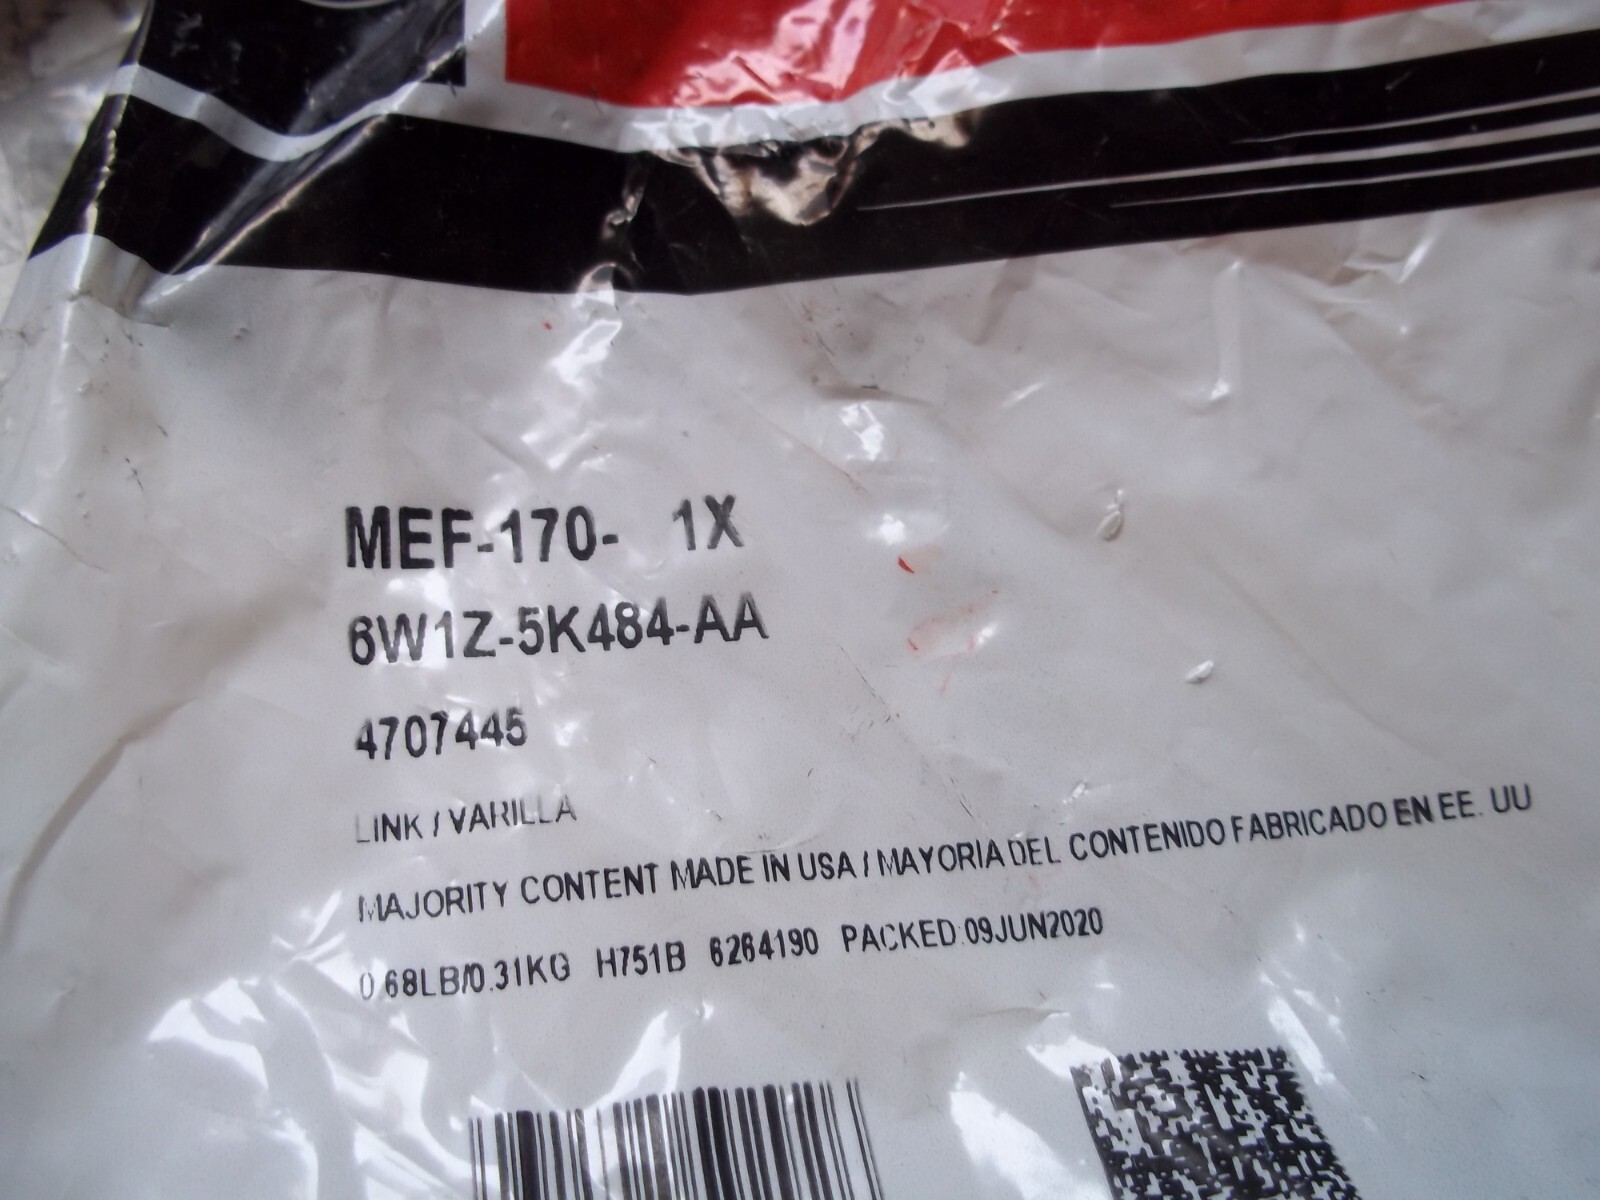 MEF-170- 1X
6W1Z-5K484-AA
4707445
LINK / VARILLA
MAJORITY CONTENT MADE IN USA / MAYORIA DEL CONTENIDO FABRICADO EN EE. UU
0.68LB/0.31KG H751B 6264190 PACKED:09JUN2020